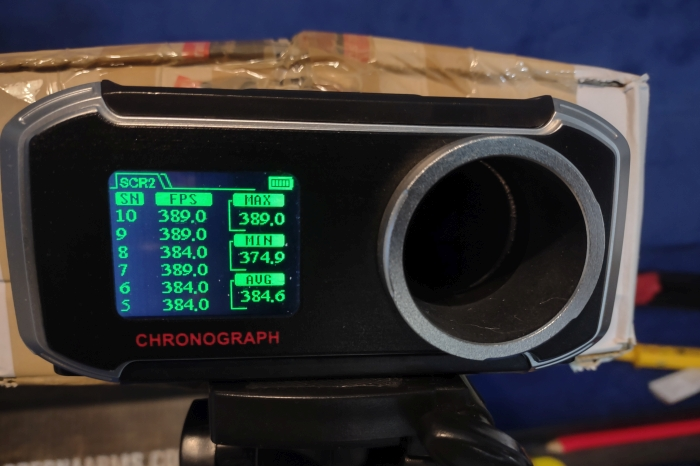 SCR2
SN FPS MAX
10 389.0 389.0
9 389.0 MIN
8 384.0 374.9
7 389.0 AVG
6 384.0 384.6
5 384.0
CHRONOGRAPH